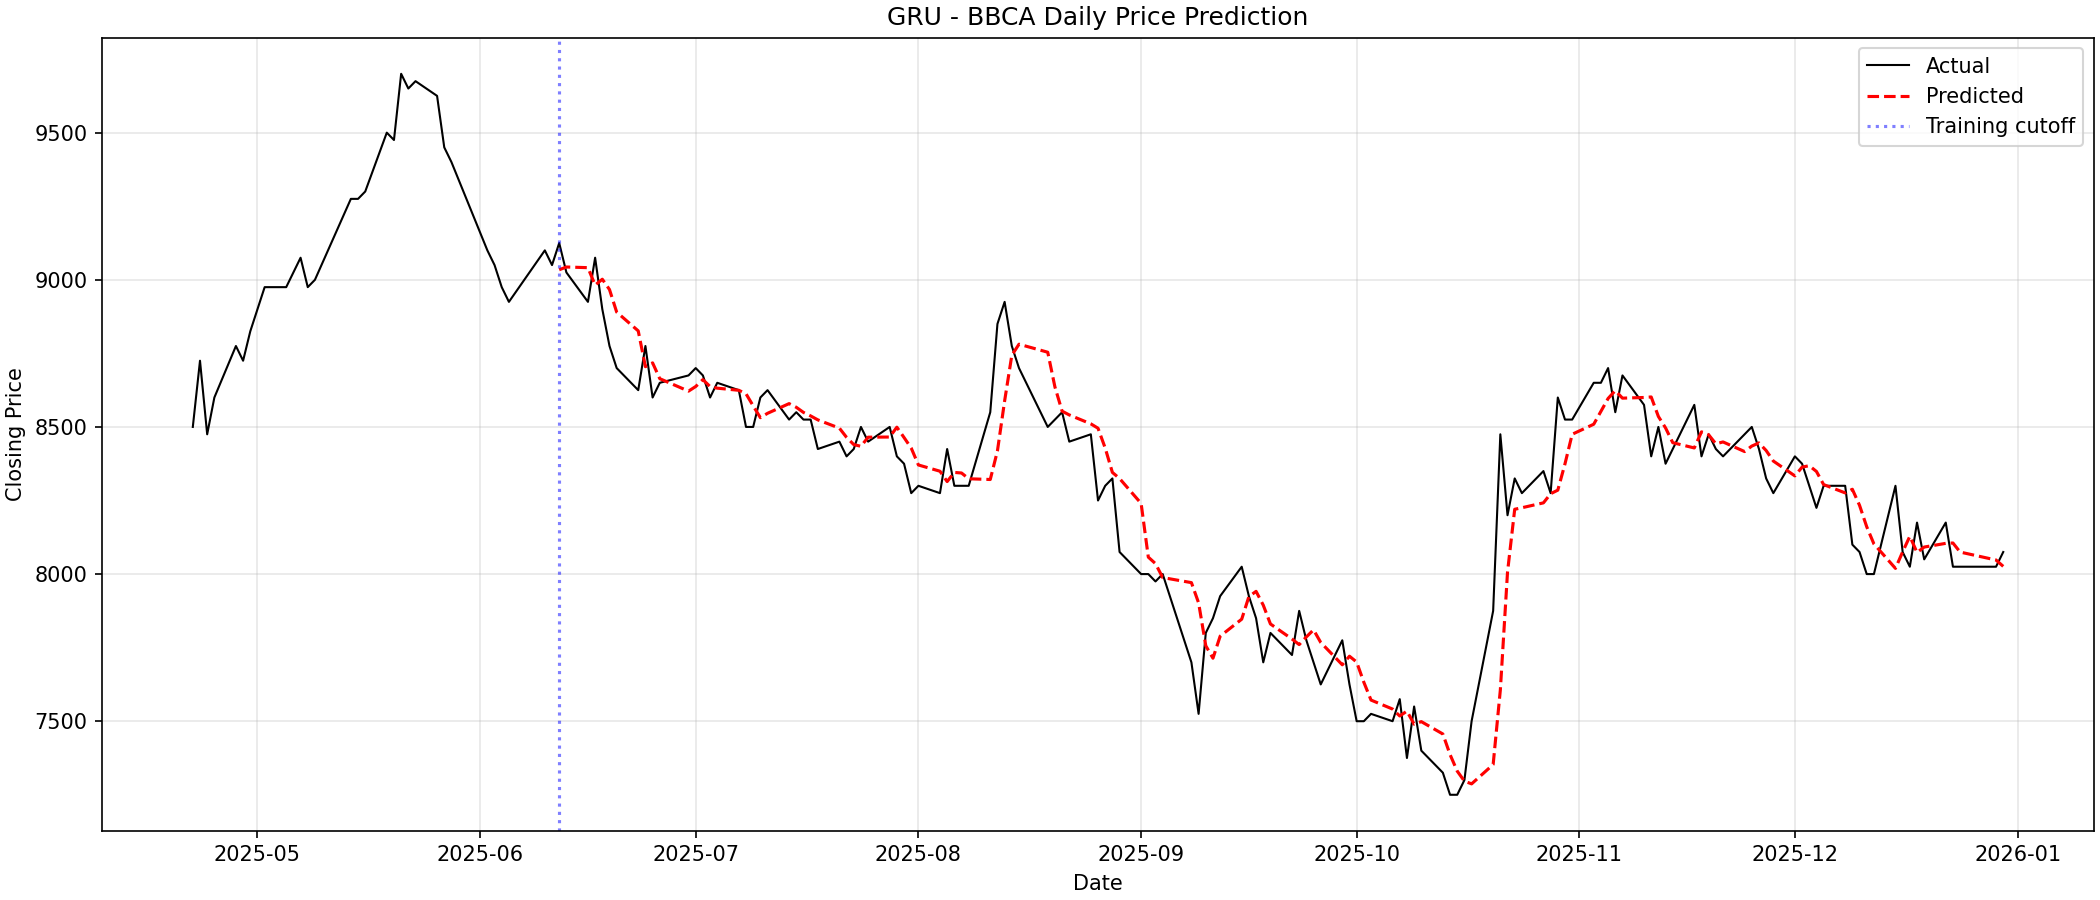 GRU - BBCA Daily Price Prediction
Actual
Predicted
Training cutoff
Closing Price
9500
9000
8500
8000
7500
2025-05
2025-06
2025-07
2025-08
2025-09
2025-10
2025-11
2025-12
2026-01
Date